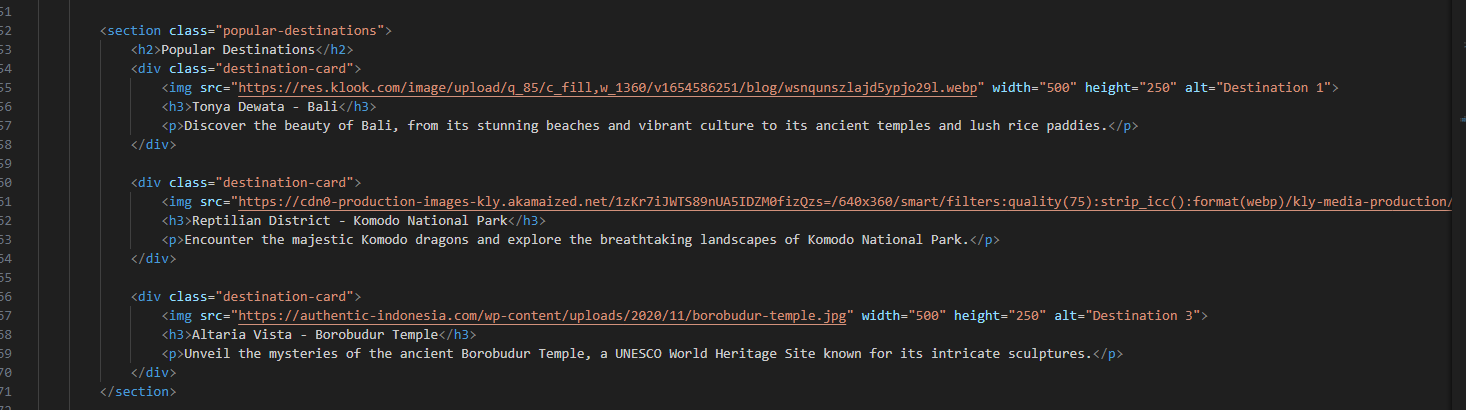 51
52 <section class="popular-destinations">
53 <h2>Popular Destinations</h2>
54 <div class="destination-card">
55 <img src="https://res.klook.com/image/upload/q_85/c_fill,w_1360/v1654586251/blog/wsnqunszlajd5ypjo29l.webp" width="500" height="250" alt="Destination 1">
56 <h3>Tonya Dewata - Bali</h3>
57 <p>Discover the beauty of Bali, from its stunning beaches and vibrant culture to its ancient temples and lush rice paddies.</p>
58 </div>
59
60 <div class="destination-card">
61 <img src="https://cdn0-production-images-kly.akamaized.net/1zKr7iJWTS89nUA5IDZM0fizQzs=/640x360/smart/filters:quality(75):strip_icc():format(webp)/kly-media-production/
62 <h3>Reptilian District - Komodo National Park</h3>
63 <p>Encounter the majestic Komodo dragons and explore the breathtaking landscapes of Komodo National Park.</p>
64 </div>
65
66 <div class="destination-card">
67 <img src="https://authentic-indonesia.com/wp-content/uploads/2020/11/borobudur-temple.jpg" width="500" height="250" alt="Destination 3">
68 <h3>Altaria Vista - Borobudur Temple</h3>
69 <p>Unveil the mysteries of the ancient Borobudur Temple, a UNESCO World Heritage Site known for its intricate sculptures.</p>
70 </div>
71 </section>